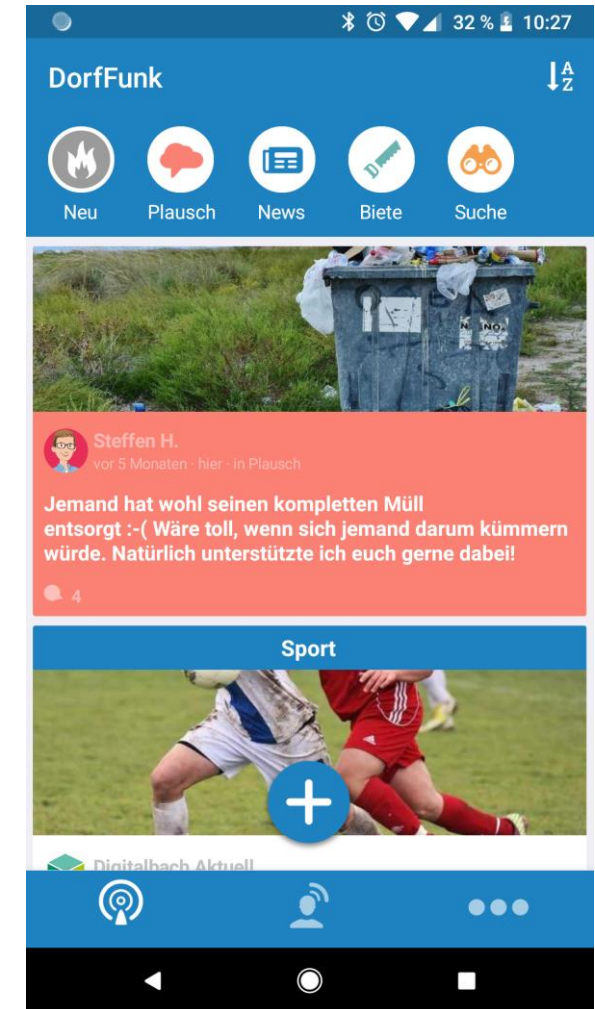 32 % 10:27
DorfFunk
A
Z
Neu Plausch News Biete Suche
NO
Steffen H.
vor 5 Monaten · hier · in Plausch
Jemand hat wohl seinen kompletten Müll
entsorgt :-( Wäre toll, wenn sich jemand darum kümmern
würde. Natürlich unterstützte ich euch gerne dabei!
4
Sport
Digitalbach Aktuell